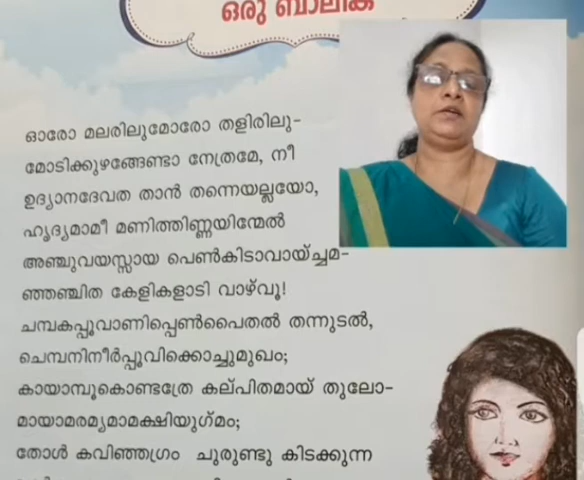 ഒരു ബാലിക
ഓരോ മലരിലുമോരോ തളിരിലു-
മോടിക്കുഴങ്ങേണ്ടാ നേത്രമേ, നീ
ഉദ്യാനദേവത താൻ തന്നെയല്ലയോ,
ഹൃദ്യമാമീ മണിത്തിണ്ണയിന്മേൽ
അഞ്ചുവയസ്സായ പെൺകിടാവായ്ച്ചമ-
ഞ്ഞഞ്ചിത കേളികളാടി വാഴ്‌വൂ!
ചമ്പകപ്പൂവാണിപ്പെൺപൈതൽ തന്നുടൽ,
ചെമ്പനിനീർപ്പൂവിക്കൊച്ചുമുഖം;
കായാമ്പൂകൊണ്ടത്രേ കല്പിതമായ് തുലോ-
മായാമരമ്യമാമക്ഷിയുഗ്മം;
തോൾ കവിഞ്ഞഗ്രം ചുരുണ്ടു കിടക്കുന്ന